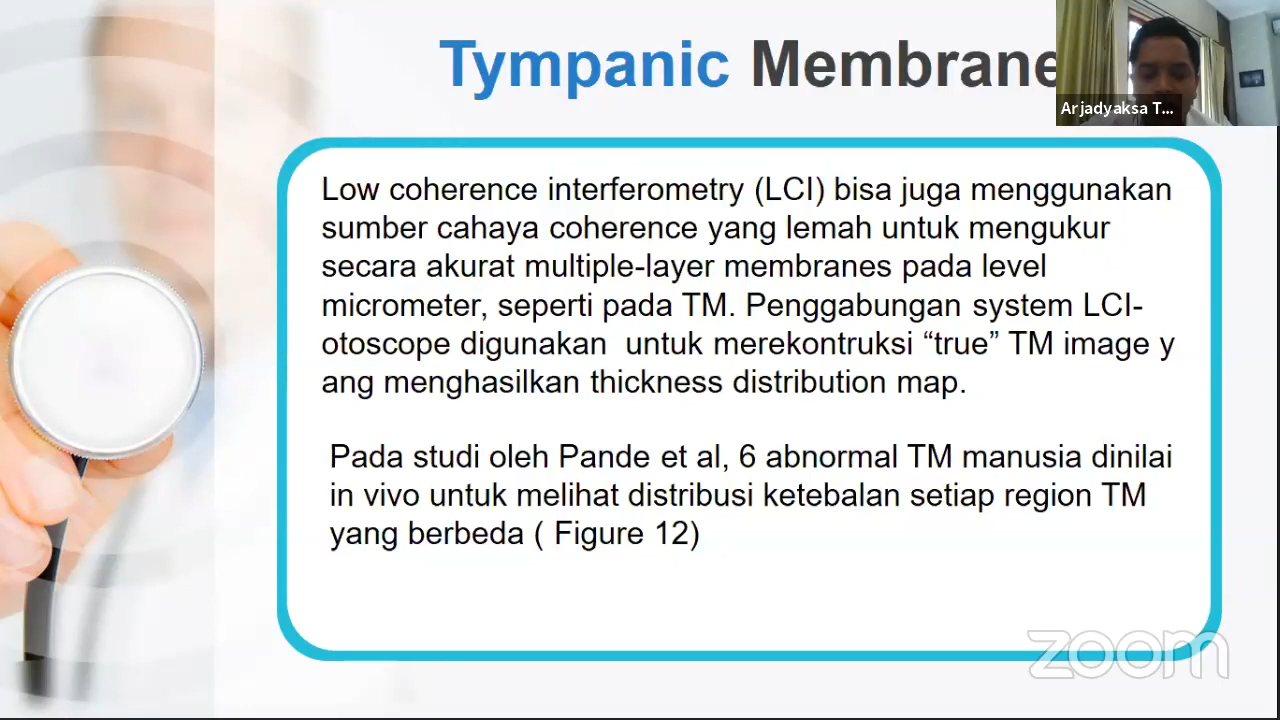 Tympanic Membrane
Arjadyaksa T...
Low coherence interferometry (LCI) bisa juga menggunakan
sumber cahaya coherence yang lemah untuk mengukur
secara akurat multiple-layer membranes pada level
micrometer, seperti pada TM. Penggabungan system LCI-
otoscope digunakan  untuk merekontruksi “true” TM image y
ang menghasilkan thickness distribution map.
Pada studi oleh Pande et al, 6 abnormal TM manusia dinilai
in vivo untuk melihat distribusi ketebalan setiap region TM
yang berbeda ( Figure 12)
zoom